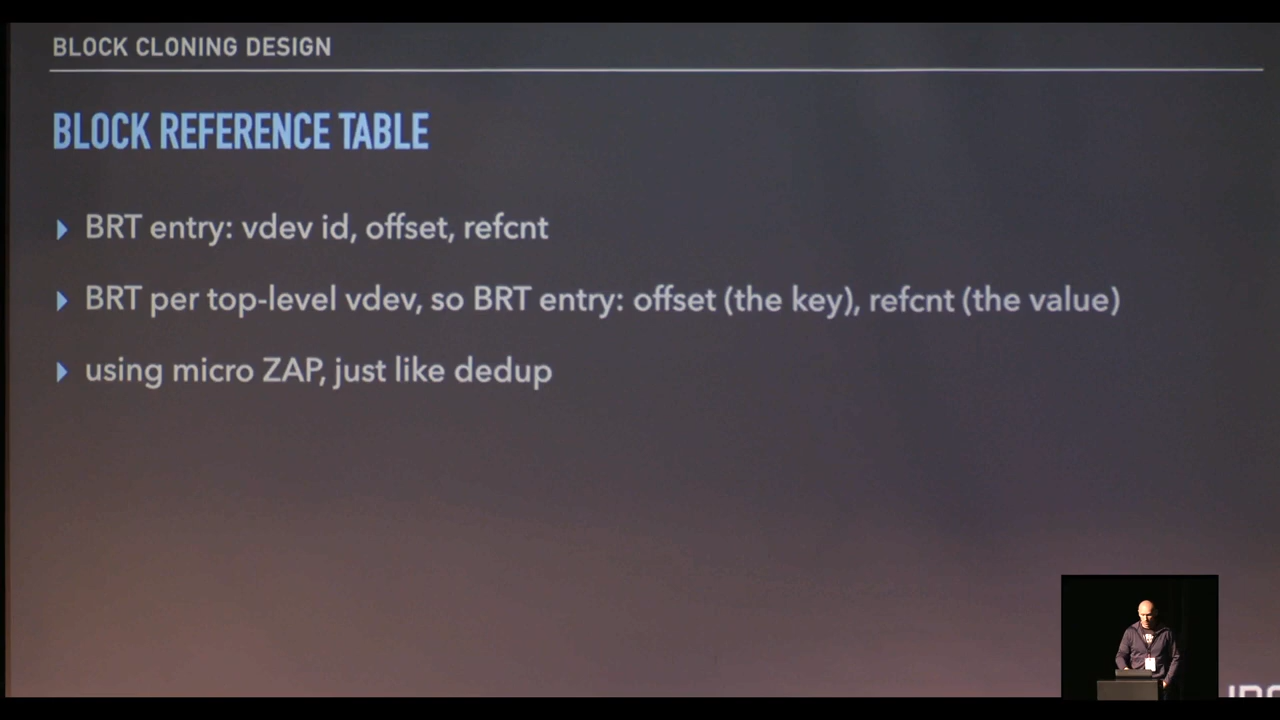 BLOCK CLONING DESIGN
BLOCK REFERENCE TABLE
BRT entry: vdev id, offset, refcnt
BRT per top-level vdev, so BRT entry: offset (the key), refcnt (the value)
using micro ZAP, just like dedup